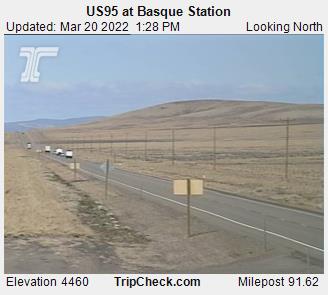 US95 at Basque Station
Updated: Mar 20 2022 1:28 PM Looking North
Elevation 4460 TripCheck.com Milepost 91.62